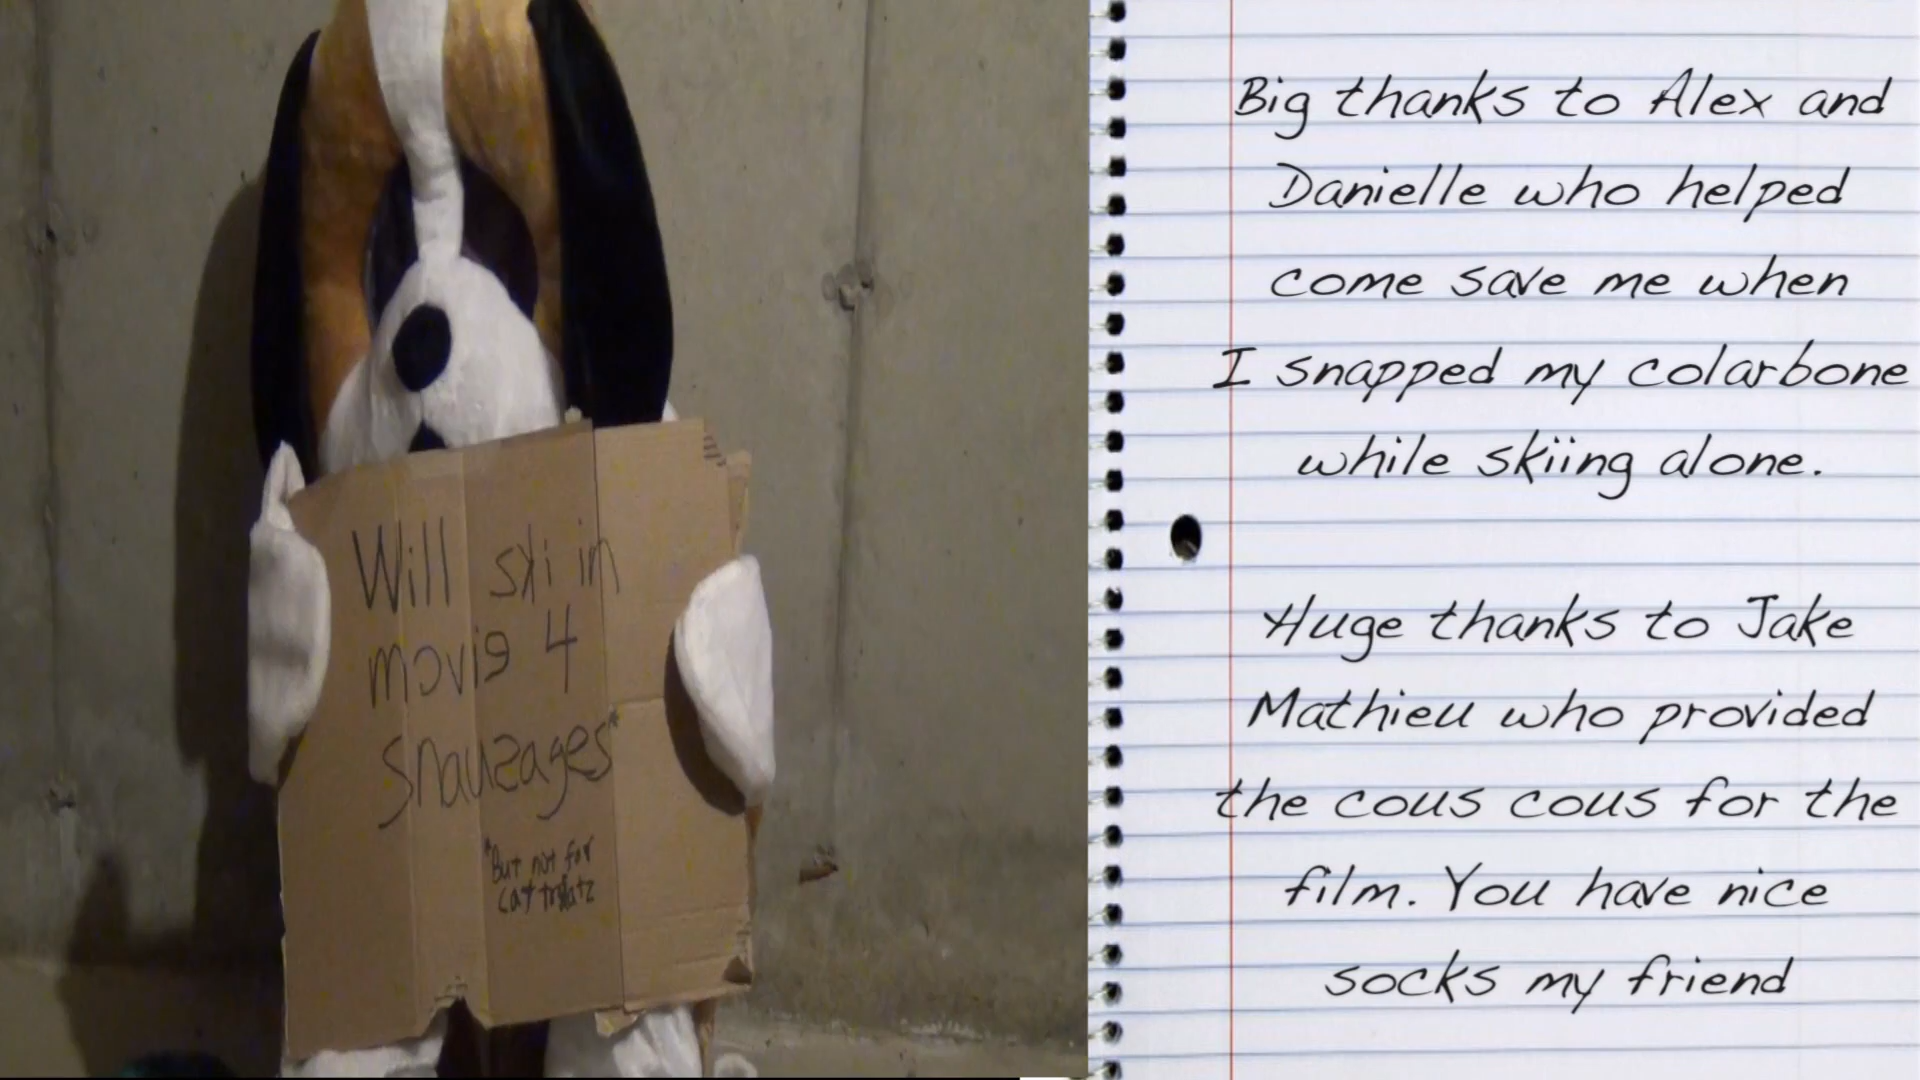 Will ski in
movie 4
snauzages*
*But not for
cat treatz
Big thanks to Alex and
Danielle who helped
come save me when
I snapped my colarbone
while skiing alone.
Huge thanks to Jake
Mathieu who provided
the cous cous for the
film. You have nice
socks my friend